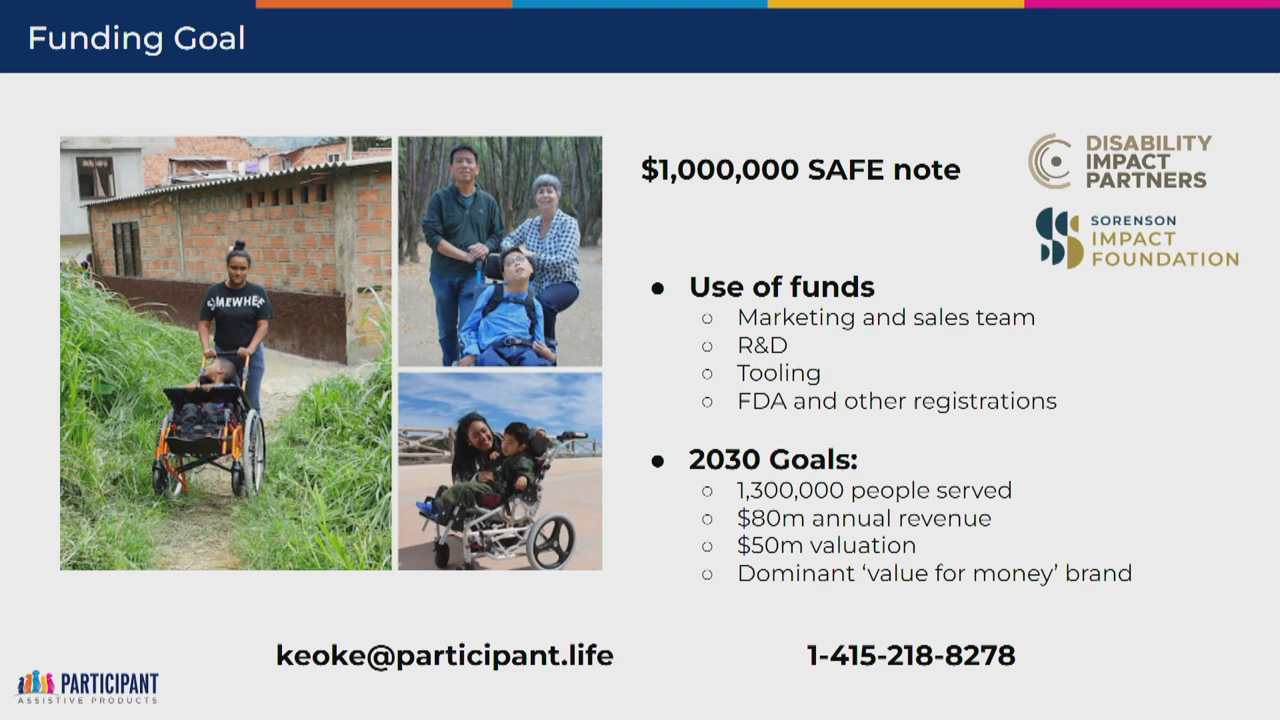 Funding Goal
$1,000,000 SAFE note
DISABILITY
IMPACT
PARTNERS
SORENSON
IMPACT
FOUNDATION
● Use of funds
○ Marketing and sales team
○ R&D
○ Tooling
○ FDA and other registrations
● 2030 Goals:
○ 1,300,000 people served
○ $80m annual revenue
○ $50m valuation
○ Dominant ‘value for money’ brand
keoke@participant.life 1-415-218-8278
PARTICIPANT
ASSISTIVE PRODUCTS